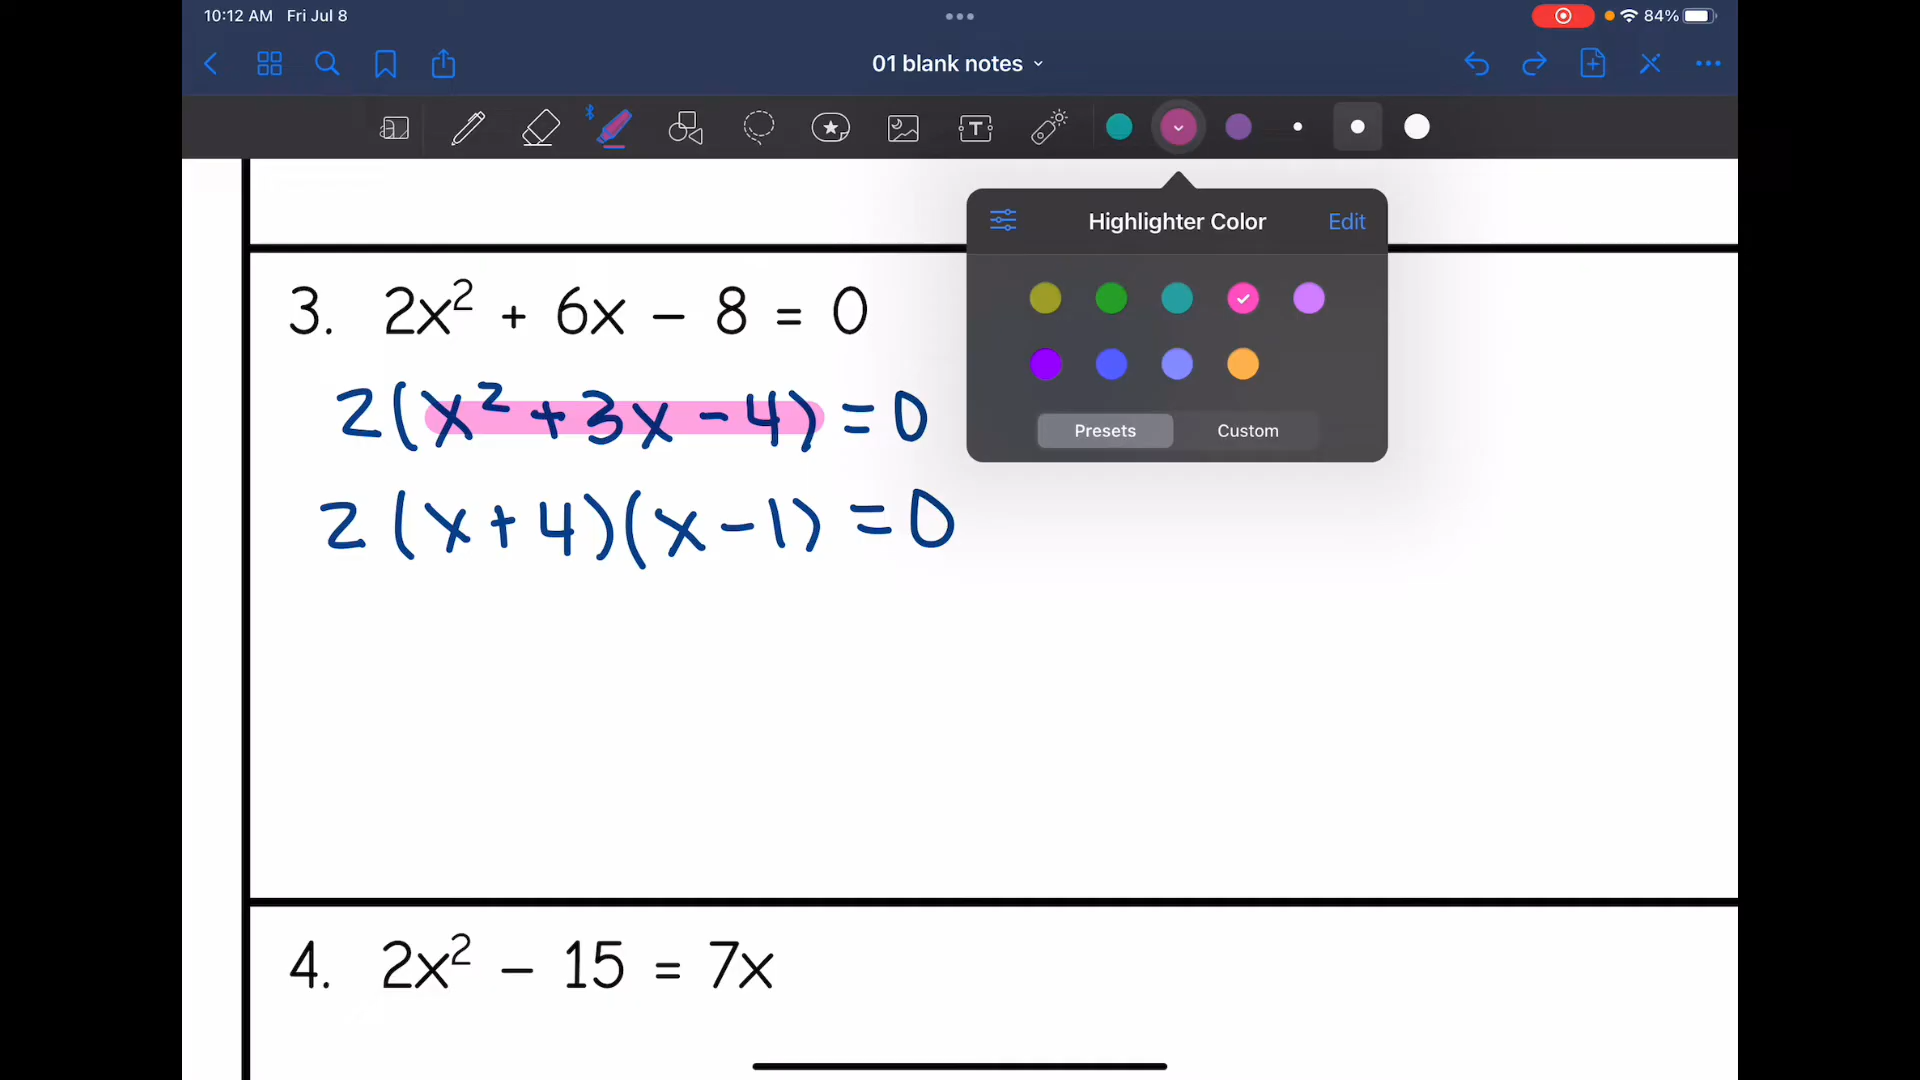 10:12 AM Fri Jul 8
84%
01 blank notes
T
Highlighter Color
Edit
Presets
Custom
3. 2x² + 6x − 8 = 0
2(x² + 3x − 4) = 0
2(x + 4)(x − 1) = 0
4. 2x² − 15 = 7x